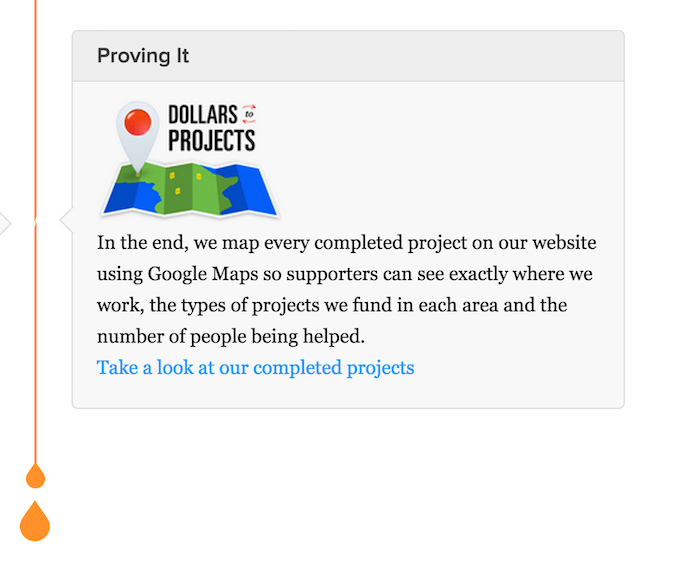 Proving It
DOLLARS to
PROJECTS
In the end, we map every completed project on our website
using Google Maps so supporters can see exactly where we
work, the types of projects we fund in each area and the
number of people being helped.
Take a look at our completed projects